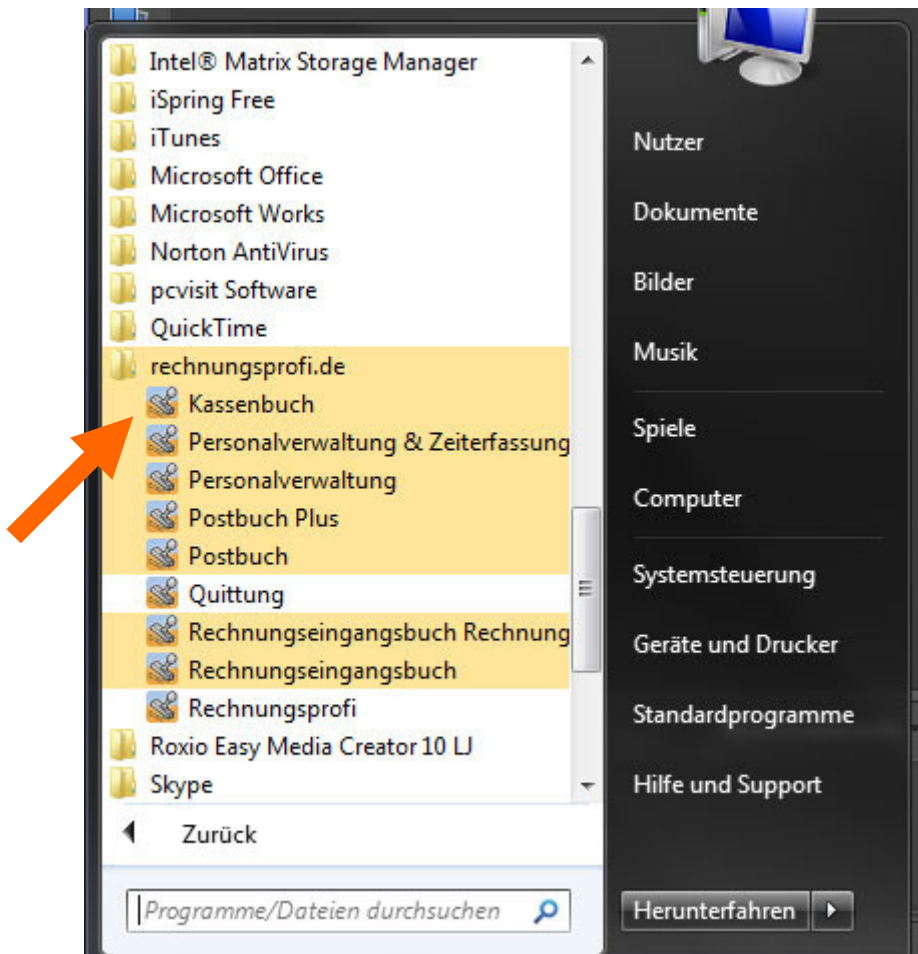 Intel® Matrix Storage Manager
iSpring Free
iTunes
Microsoft Office
Microsoft Works
Norton AntiVirus
pcvisit Software
QuickTime
rechnungsprofi.de
Kassenbuch
Personalverwaltung & Zeiterfassung
Personalverwaltung
Postbuch Plus
Postbuch
Quittung
Rechnungseingangsbuch Rechnung
Rechnungseingangsbuch
Rechnungsprofi
Roxio Easy Media Creator 10 LJ
Skype
Zurück
Programme/Dateien durchsuchen
Nutzer
Dokumente
Bilder
Musik
Spiele
Computer
Systemsteuerung
Geräte und Drucker
Standardprogramme
Hilfe und Support
Herunterfahren